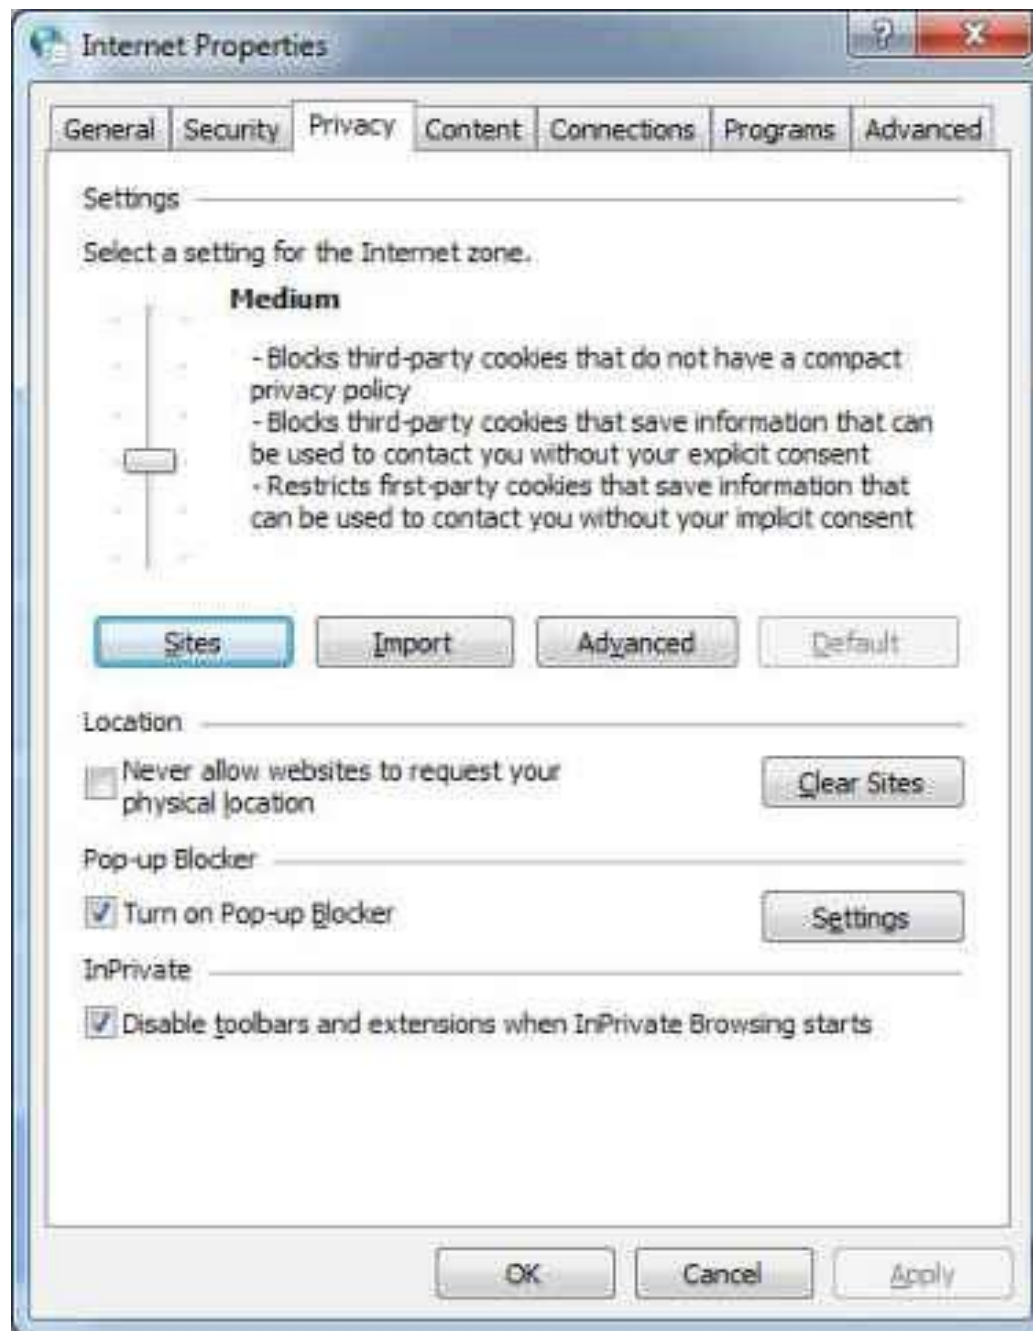 Internet Properties
General Security Privacy Content Connections Programs Advanced
Settings
Select a setting for the Internet zone.
Medium
- Blocks third-party cookies that do not have a compact
privacy policy
- Blocks third-party cookies that save information that can
be used to contact you without your explicit consent
- Restricts first-party cookies that save information that
can be used to contact you without your implicit consent
Sites Import Advanced Default
Location
Never allow websites to request your
physical location
Clear Sites
Pop-up Blocker
Turn on Pop-up Blocker
Settings
InPrivate
Disable toolbars and extensions when InPrivate Browsing starts
OK Cancel Apply